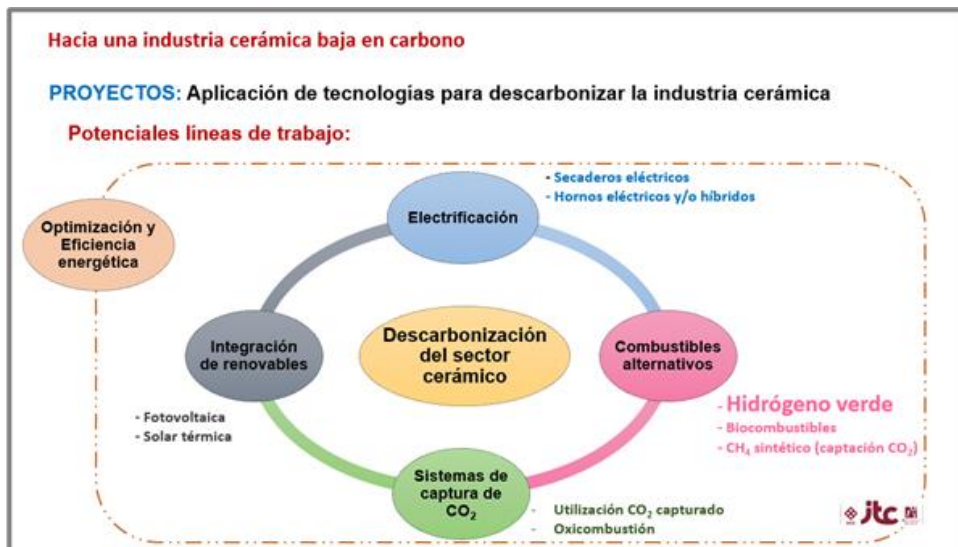 Hacia una industria cerámica baja en carbono
PROYECTOS: Aplicación de tecnologías para descarbonizar la industria cerámica
Potenciales líneas de trabajo:
Optimización y
Eficiencia
energética
Electrificación
- Secaderos eléctricos
- Hornos eléctricos y/o híbridos
Integración
de renovables
- Fotovoltaica
- Solar térmica
Descarbonización
del sector
cerámico
Combustibles
alternativos
- Hidrógeno verde
- Biocombustibles
- CH₄ sintético (captación CO₂)
Sistemas de
captura de
CO₂
- Utilización CO₂ capturado
- Oxicombustión
itc